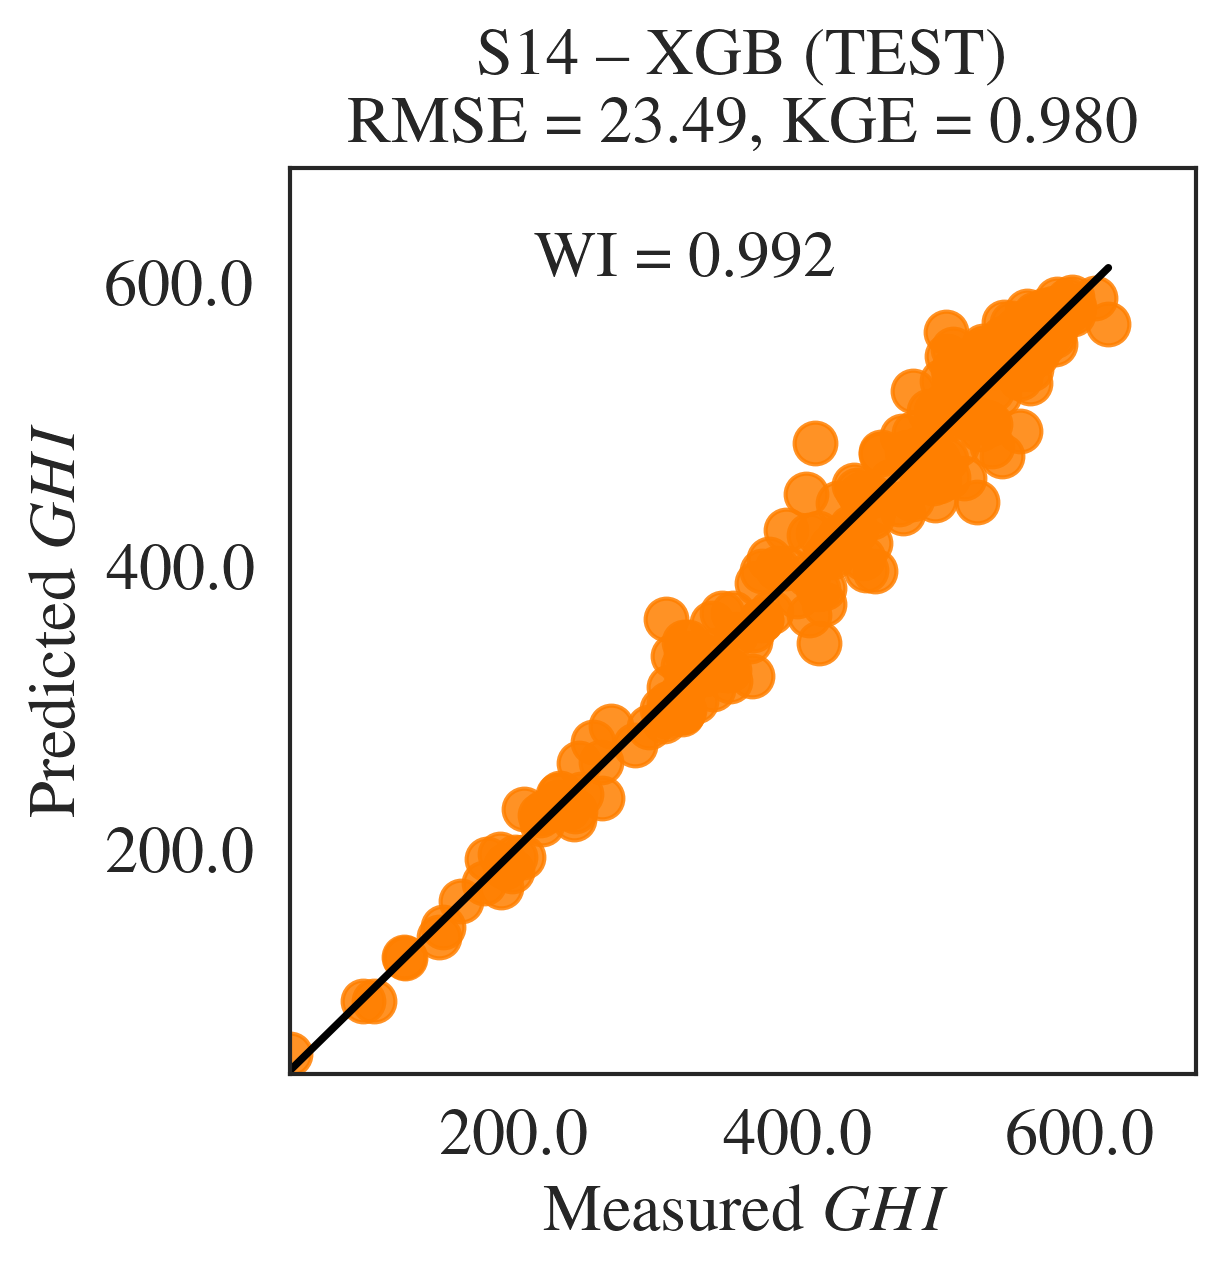 S14 – XGB (TEST)
RMSE = 23.49, KGE = 0.980
WI = 0.992
600.0
400.0
200.0
Predicted GHI
200.0 400.0 600.0
Measured GHI